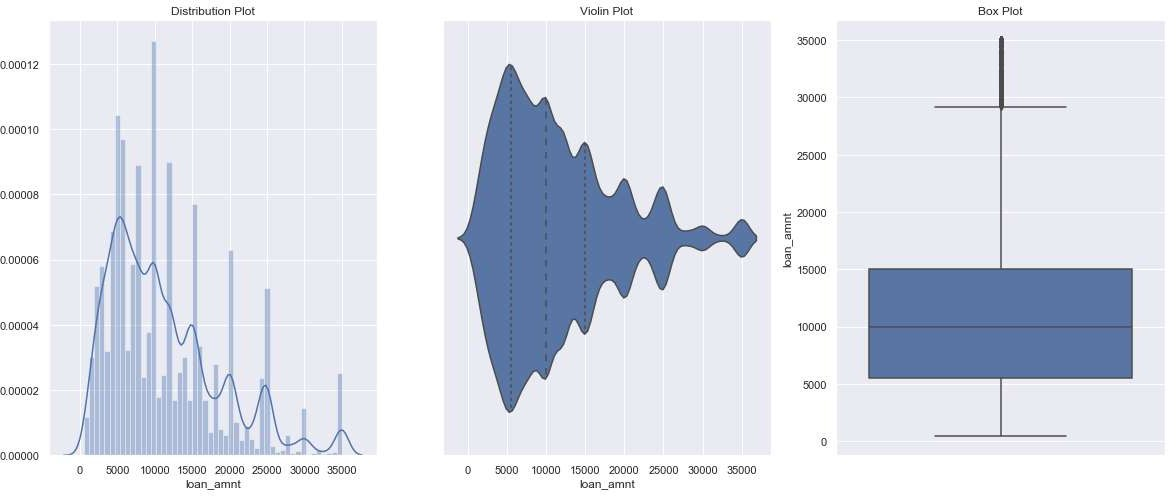 Distribution Plot
0.00012
0.00010
0.00008
0.00006
0.00004
0.00002
0.00000
0 5000 10000 15000 20000 25000 30000 35000
loan_amnt
Violin Plot
0 5000 10000 15000 20000 25000 30000 35000
loan_amnt
Box Plot
loan_amnt
35000
30000
25000
20000
15000
10000
5000
0